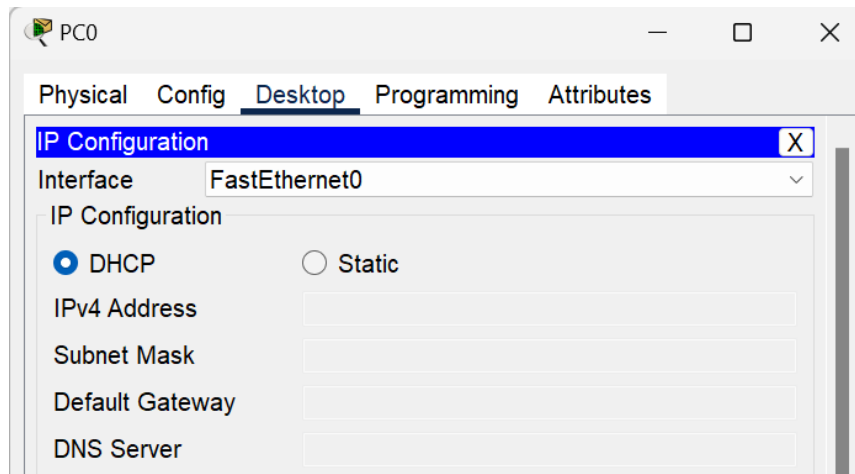 PC0
Physical Config Desktop Programming Attributes
IP Configuration X
Interface FastEthernet0
IP Configuration
DHCP Static
IPv4 Address
Subnet Mask
Default Gateway
DNS Server